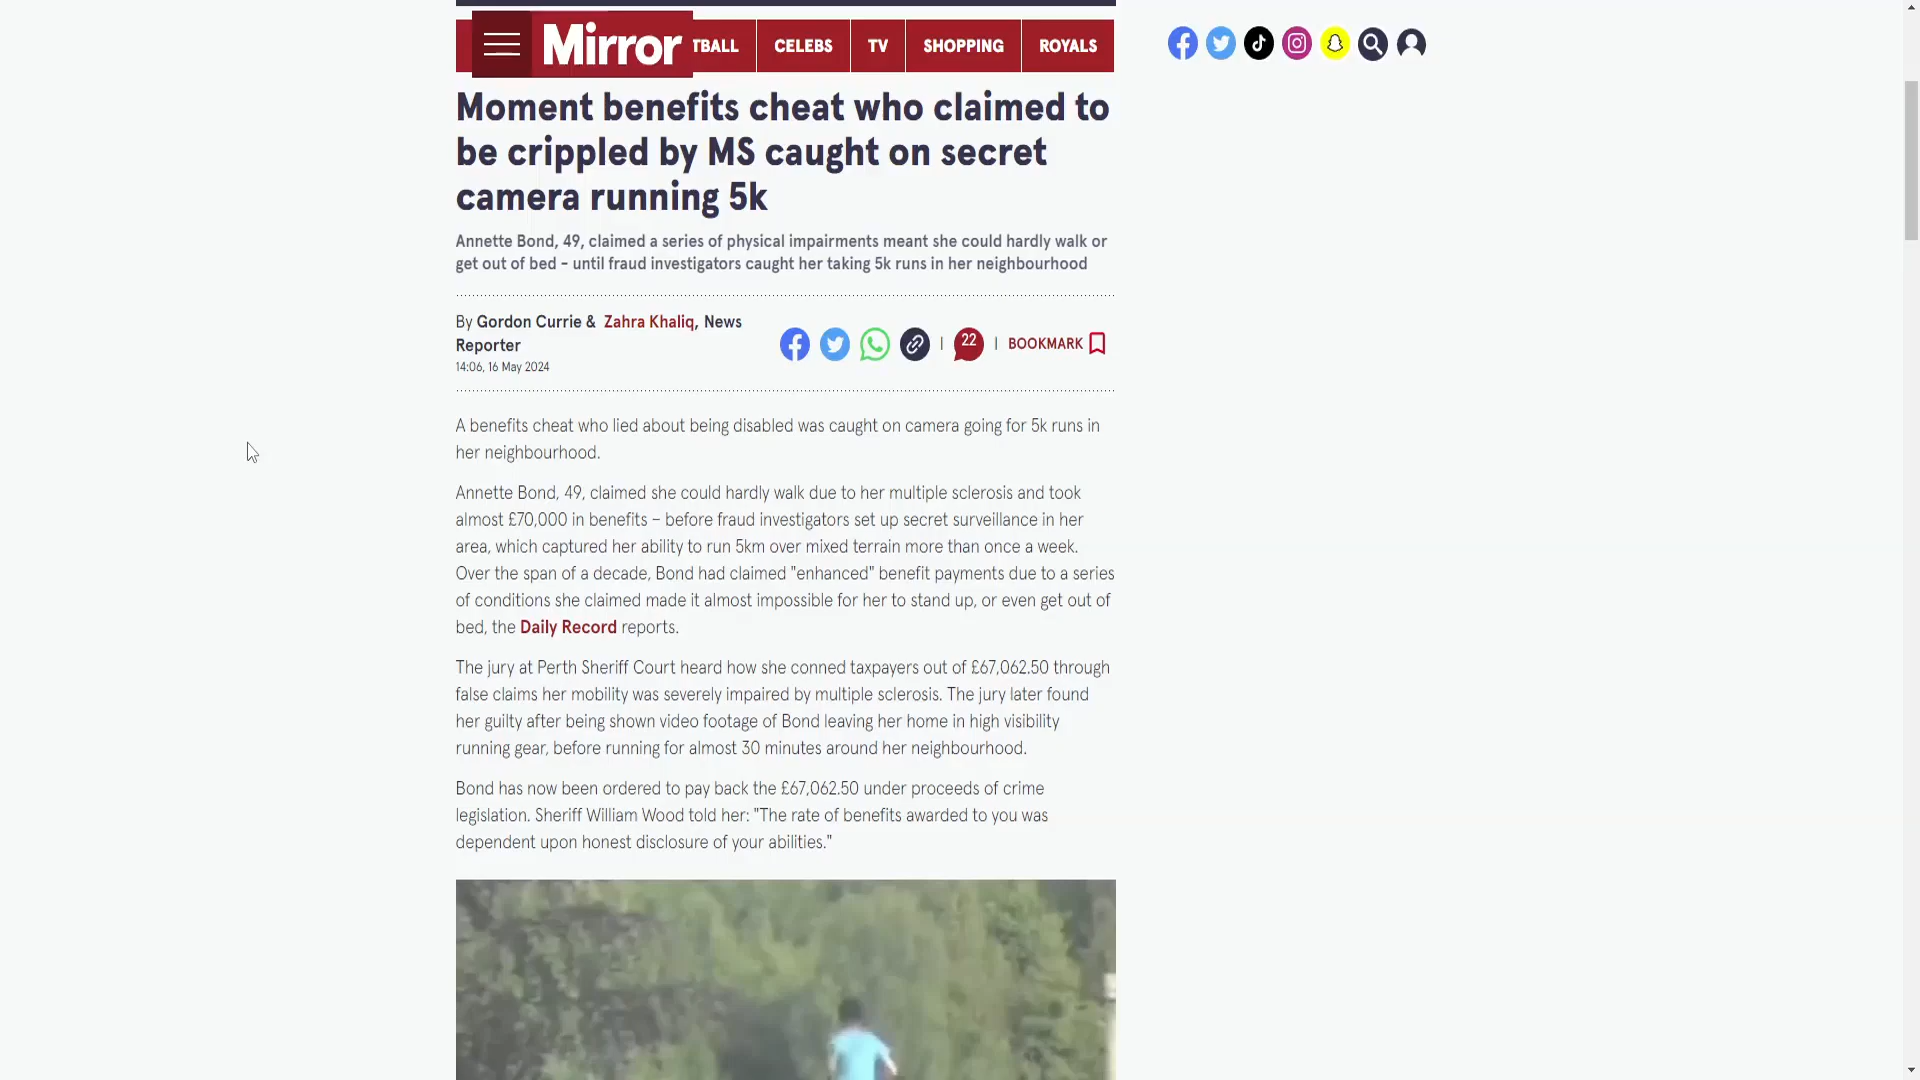 Mirror
TBALL
CELEBS
TV
SHOPPING
ROYALS
Moment benefits cheat who claimed to
be crippled by MS caught on secret
camera running 5k
Annette Bond, 49, claimed a series of physical impairments meant she could hardly walk or
get out of bed - until fraud investigators caught her taking 5k runs in her neighbourhood
By Gordon Currie & Zahra Khaliq, News
Reporter
14:06, 16 May 2024
22
BOOKMARK
A benefits cheat who lied about being disabled was caught on camera going for 5k runs in
her neighbourhood.
Annette Bond, 49, claimed she could hardly walk due to her multiple sclerosis and took
almost £70,000 in benefits – before fraud investigators set up secret surveillance in her
area, which captured her ability to run 5km over mixed terrain more than once a week.
Over the span of a decade, Bond had claimed "enhanced" benefit payments due to a series
of conditions she claimed made it almost impossible for her to stand up, or even get out of
bed, the Daily Record reports.
The jury at Perth Sheriff Court heard how she conned taxpayers out of £67,062.50 through
false claims her mobility was severely impaired by multiple sclerosis. The jury later found
her guilty after being shown video footage of Bond leaving her home in high visibility
running gear, before running for almost 30 minutes around her neighbourhood.
Bond has now been ordered to pay back the £67,062.50 under proceeds of crime
legislation. Sheriff William Wood told her: "The rate of benefits awarded to you was
dependent upon honest disclosure of your abilities."